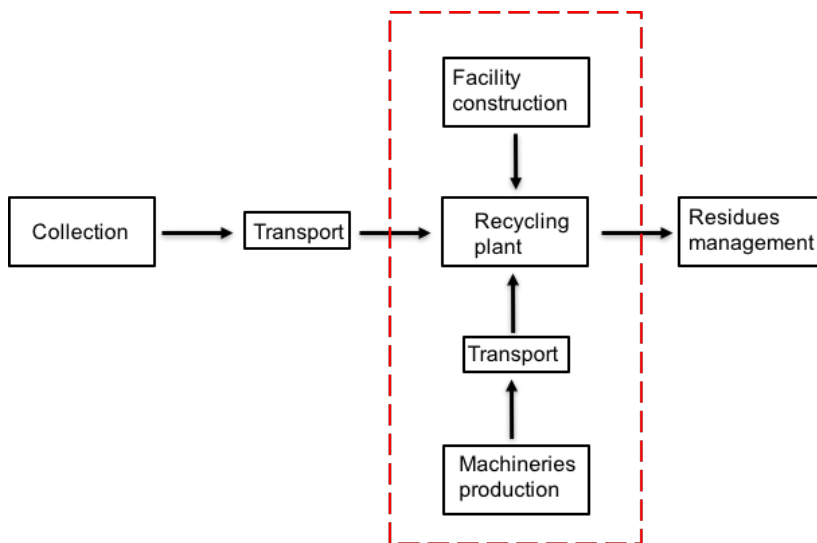 Facility
construction
Collection
Transport
Recycling
plant
Residues
management
Transport
Machineries
production